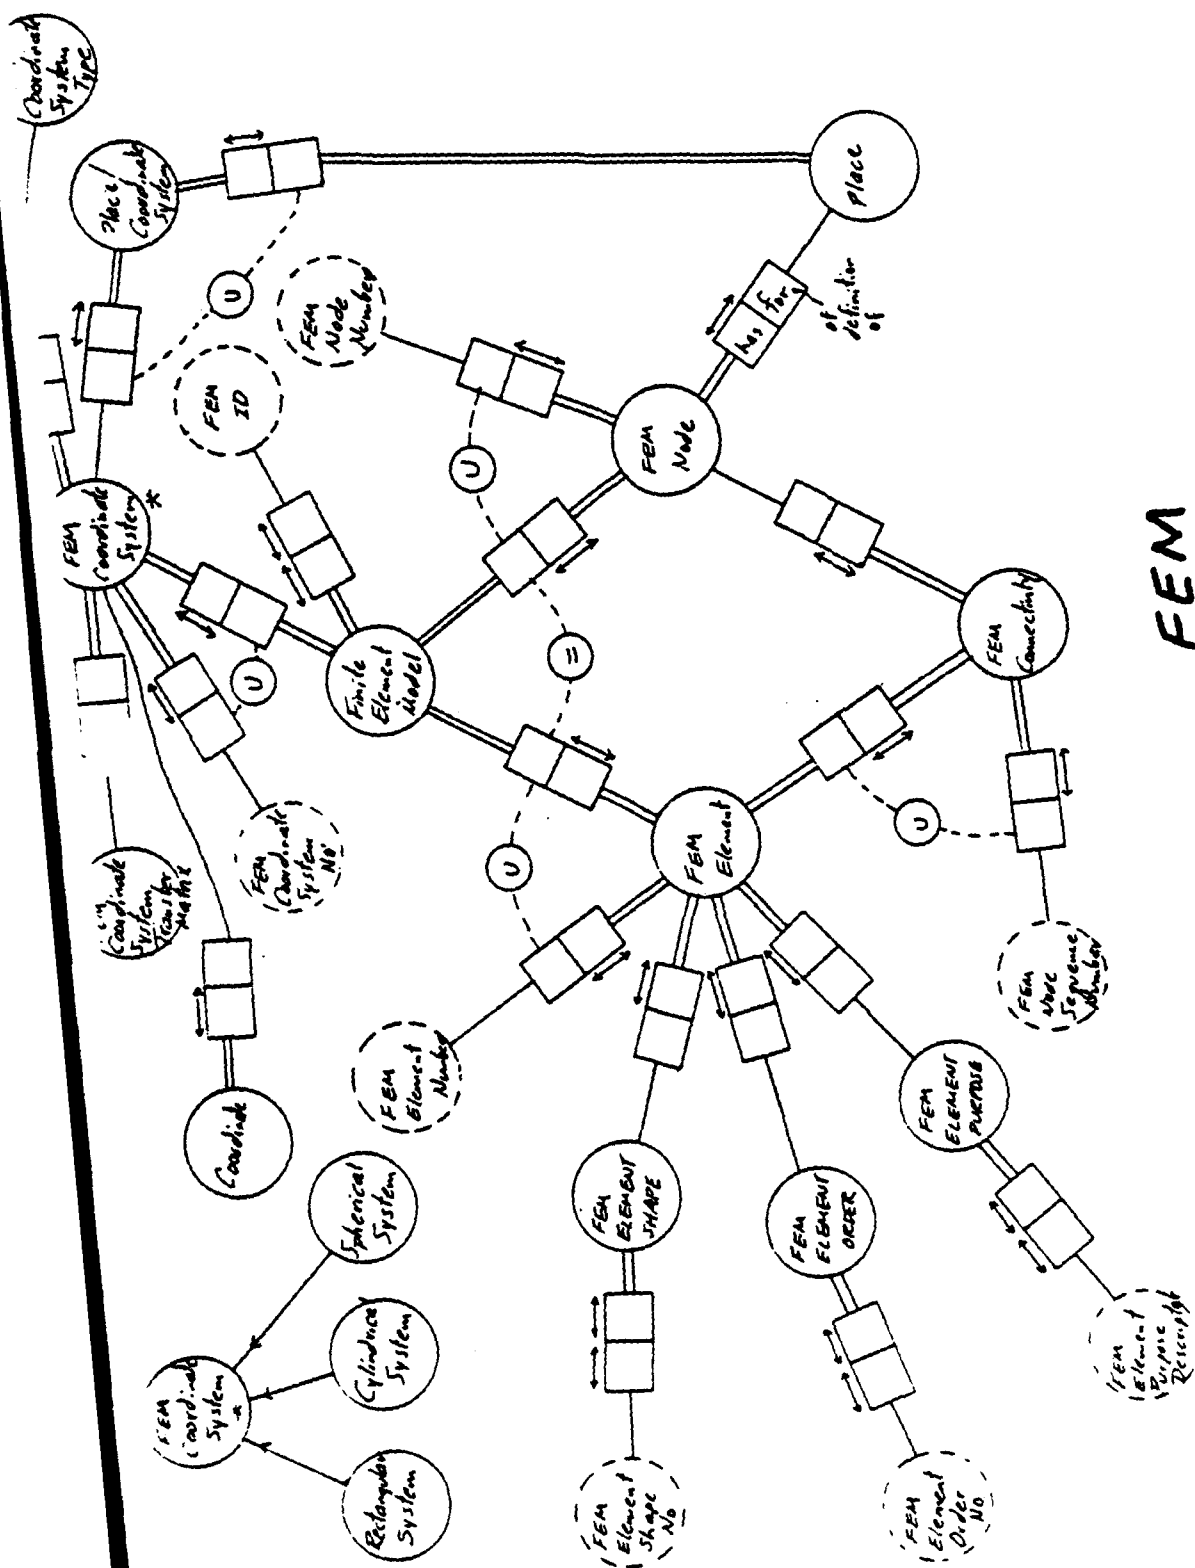 Coordinate
System
Type
Place/
Coordinate
System
U
FEM
Node
Number
FEM
ID
FEM
Coordinate
System
*
Place
has
for
of
definition
of
FEM
Node
U
Finite
Element
Model
U
=
FEM
Connectivity
FEM
Coordinate
System
No
Coordinate
System
Transfer
Matrix
U
FEM
Element
U
FEM
Node
Sequence
Number
Coordinate
FEM
Element
Number
FEM
ELEMENT
SHAPE
FEM
ELEMENT
ORDER
FEM
ELEMENT
PURPOSE
Spherical
System
Cylindrical
System
Rectangular
System
FEM
Coordinate
System
*
FEM
Element
Shape
No
FEM
Element
Order
No
FEM
Element
Purpose
Descriptor
FEM